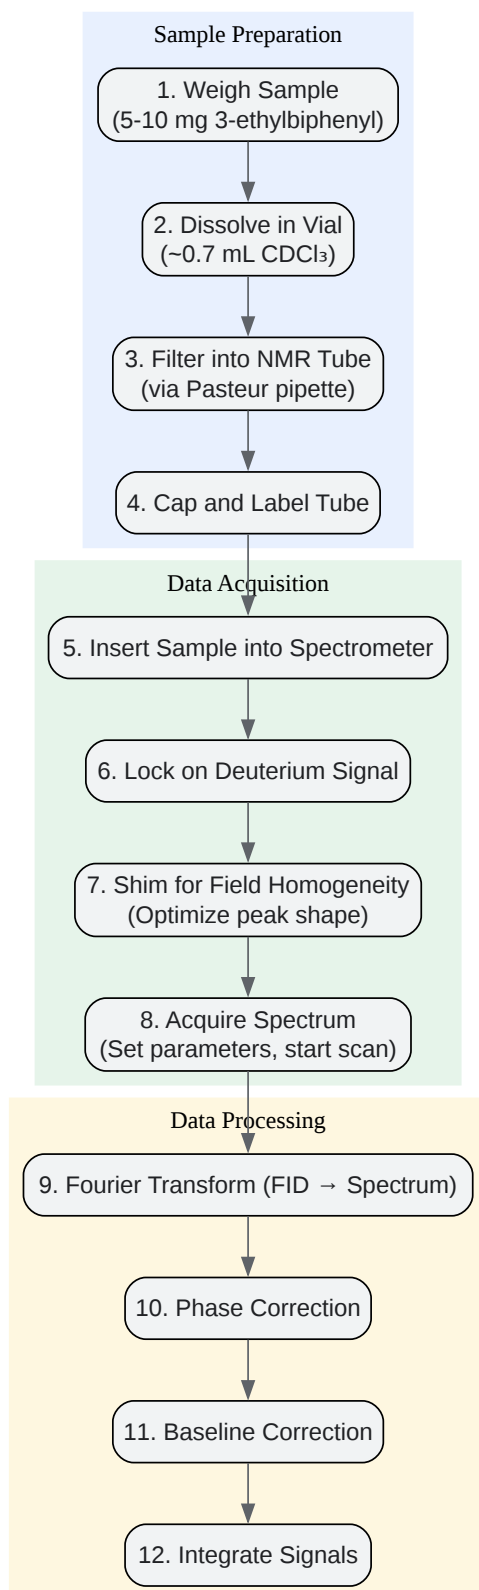 Sample Preparation
1. Weigh Sample
(5-10 mg 3-ethylbiphenyl)
2. Dissolve in Vial
(~0.7 mL CDCl₃)
3. Filter into NMR Tube
(via Pasteur pipette)
4. Cap and Label Tube
Data Acquisition
5. Insert Sample into Spectrometer
6. Lock on Deuterium Signal
7. Shim for Field Homogeneity
(Optimize peak shape)
8. Acquire Spectrum
(Set parameters, start scan)
Data Processing
9. Fourier Transform (FID → Spectrum)
10. Phase Correction
11. Baseline Correction
12. Integrate Signals